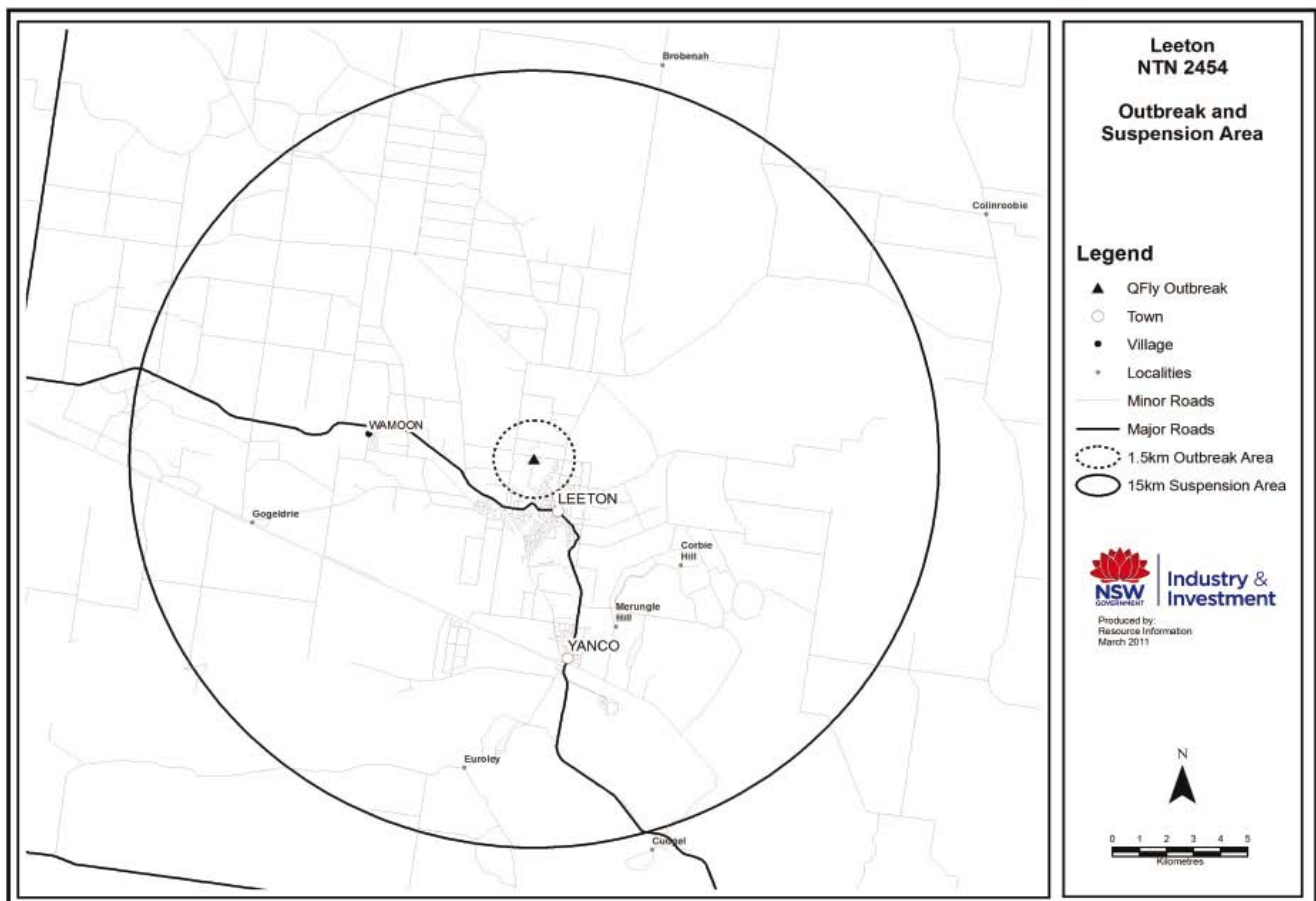 Brobenah
Colinroobie
WAMOON
LEETON
Gogeldrie
Corbie
Hill
Merungle
Hill
YANCO
Euroley
Cudgel
Leeton
NTN 2454
Outbreak and
Suspension Area
Legend
QFly Outbreak
Town
Village
Localities
Minor Roads
Major Roads
1.5km Outbreak Area
15km Suspension Area
NSW
GOVERNMENT
Industry &
Investment
Produced by:
Resource Information
March 2011
N
0 1 2 3 4 5
Kilometres